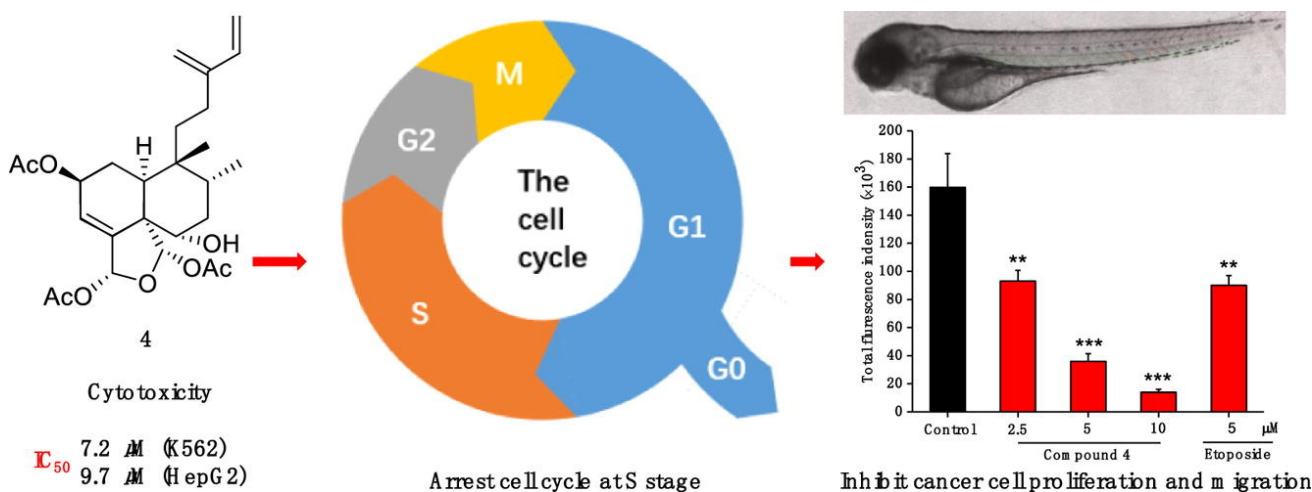 H
AcO
OH
OAc
AcO
O
4
Cytotoxicity
IC50
7.2 μM (K562)
9.7 μM (HepG2)
M
G2
G1
S
G0
The
cell
cycle
Arrest cell cycle at S stage
Total flurescence indensity (×10³)
200
180
160
140
120
100
80
60
40
20
0
**
***
***
**
Control
2.5
5
10
5
μM
Compound 4
Etoposide
Inhibit cancer cell proliferation and migration